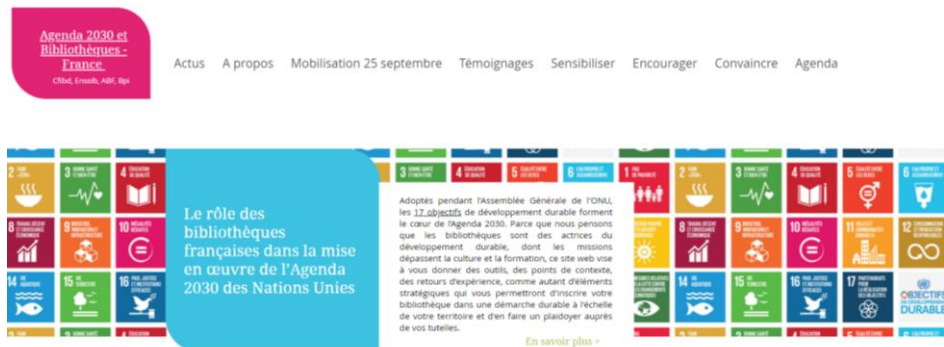 Agenda 2030 et
Bibliothèques -
France
Cfibd, Enssib, ABF, Bpi
Actus A propos Mobilisation 25 septembre Témoignages Sensibiliser Encourager Convaincre Agenda
Le rôle des
bibliothèques
françaises dans la mise
en œuvre de l'Agenda
2030 des Nations Unies
Adoptés pendant l'Assemblée Générale de l'ONU,
les 17 objectifs de développement durable forment
le cœur de l'Agenda 2030. Parce que nous pensons
que les bibliothèques sont des actrices du
développement durable, dont les missions
dépassent la culture et la formation, ce site web vise
à vous donner des outils, des points de contexte,
des retours d'expérience, comme autant d'éléments
stratégiques qui vous permettront d'inscrire votre
bibliothèque dans une démarche durable à l'échelle
de votre territoire et d'en faire un plaidoyer auprès
de vos tutelles.
En savoir plus >
OBJECTIFS
DURABLE